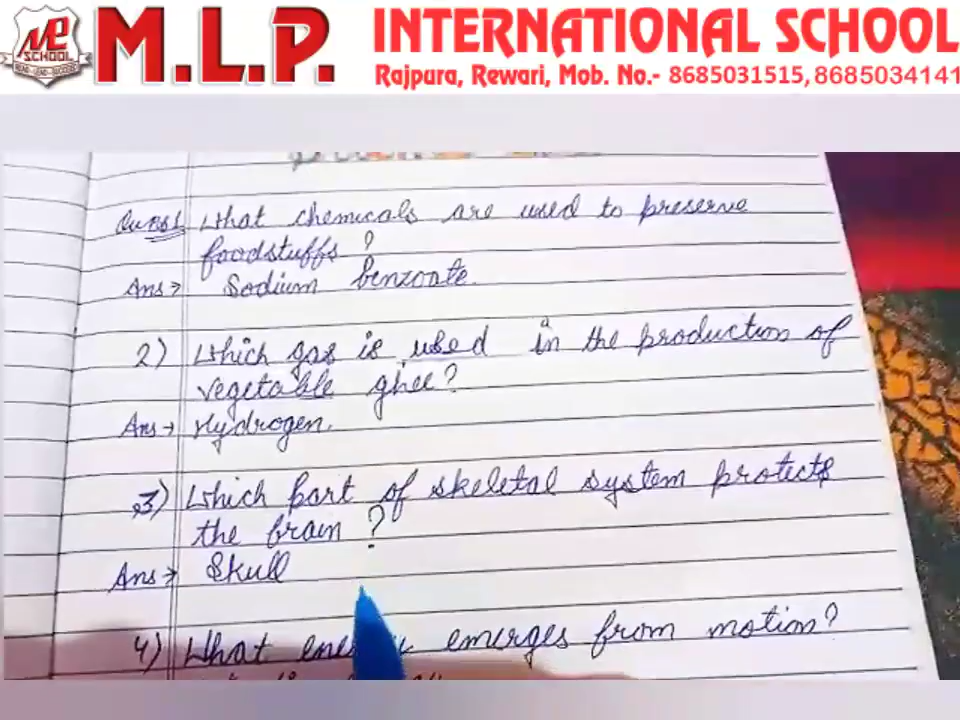 MP
SCHOOL
M.L.P.
INTERNATIONAL SCHOOL
Rajpura, Rewari, Mob. No.- 8685031515, 8685034141
Ques1 What chemicals are used to preserve
foodstuffs ?
Ans→ Sodium benzoate.
2) Which gas is used in the production of
vegetable ghee?
Ans→ Hydrogen.
3) Which part of skeletal system protects
the brain ?
Ans→ Skull
4) What emerges from motion?